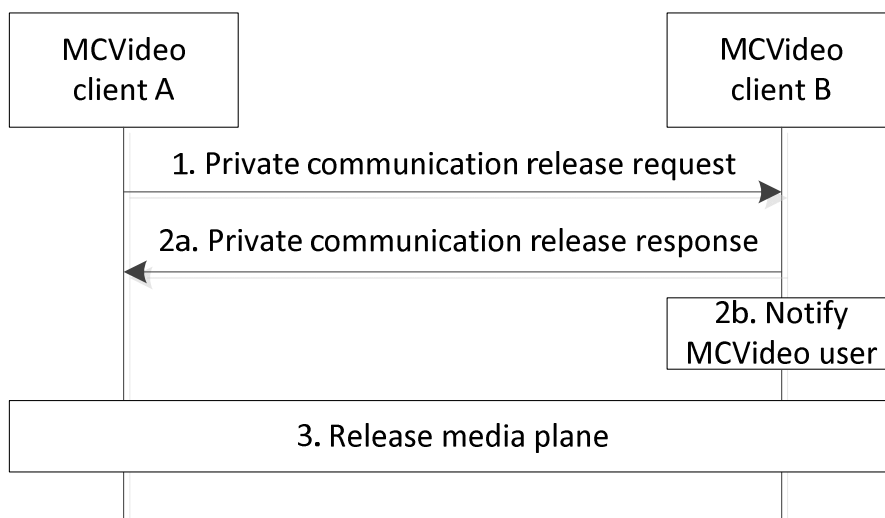 MCVideo
client A
MCVideo
client B
1. Private communication release request
2a. Private communication release response
2b. Notify
MCVideo user
3. Release media plane